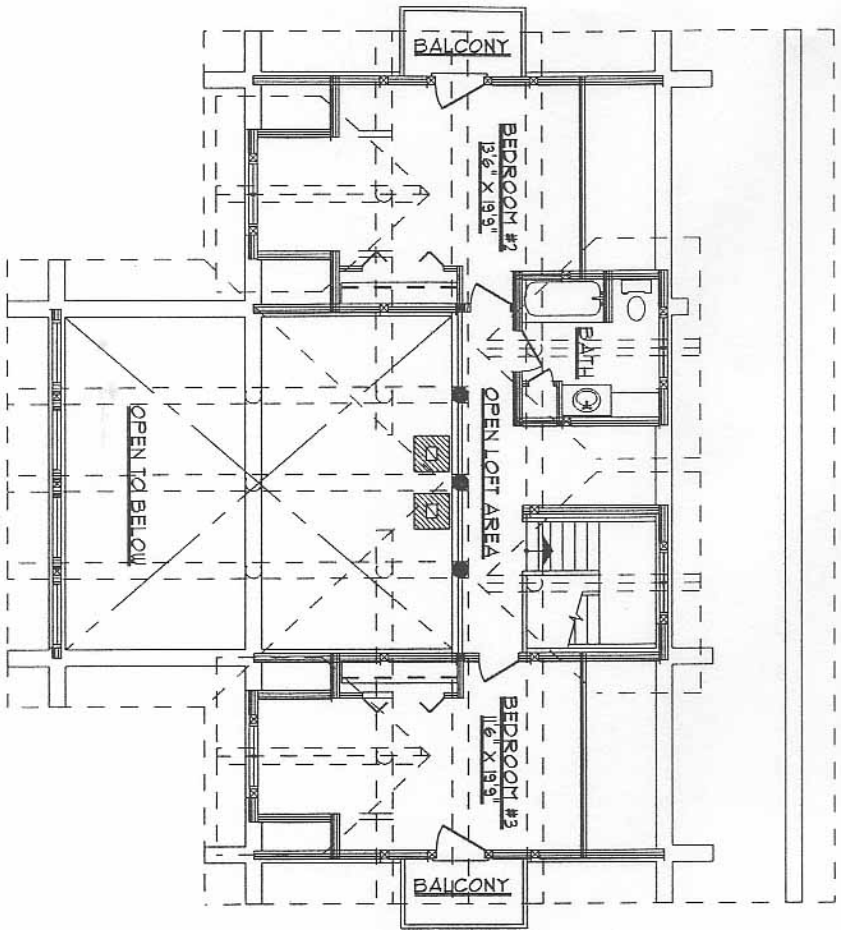 BALCONY
BEDROOM #2
13'6" X 19'9"
BATH
OPEN LOFT AREA
OPEN TO BELOW
BEDROOM #3
11'6" X 19'9"
BALCONY